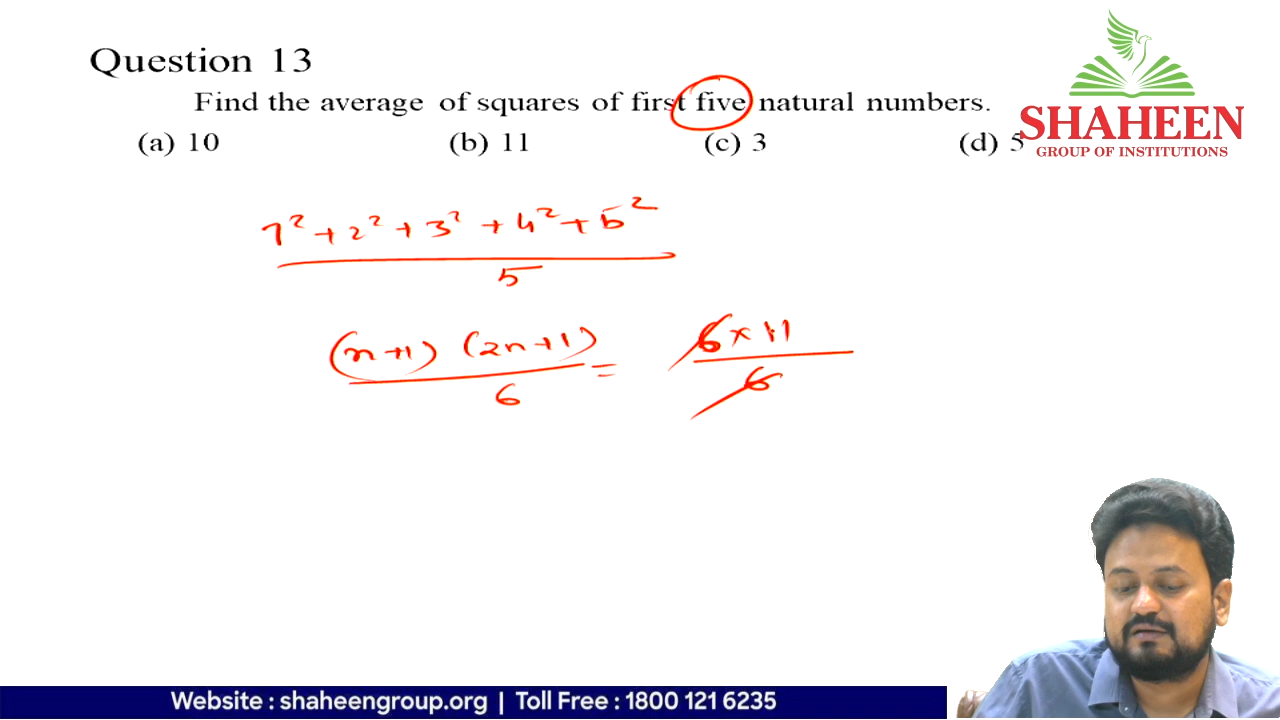 Question 13
Find the average of squares of first five natural numbers.
(a) 10 (b) 11 (c) 3 (d) 5
SHAHEEN
GROUP OF INSTITUTIONS
1² + 2² + 3² + 4² + 5²
5
(n+1) (2n+1) = 6 x 11
6 6
Website : shaheengroup.org | Toll Free : 1800 121 6235